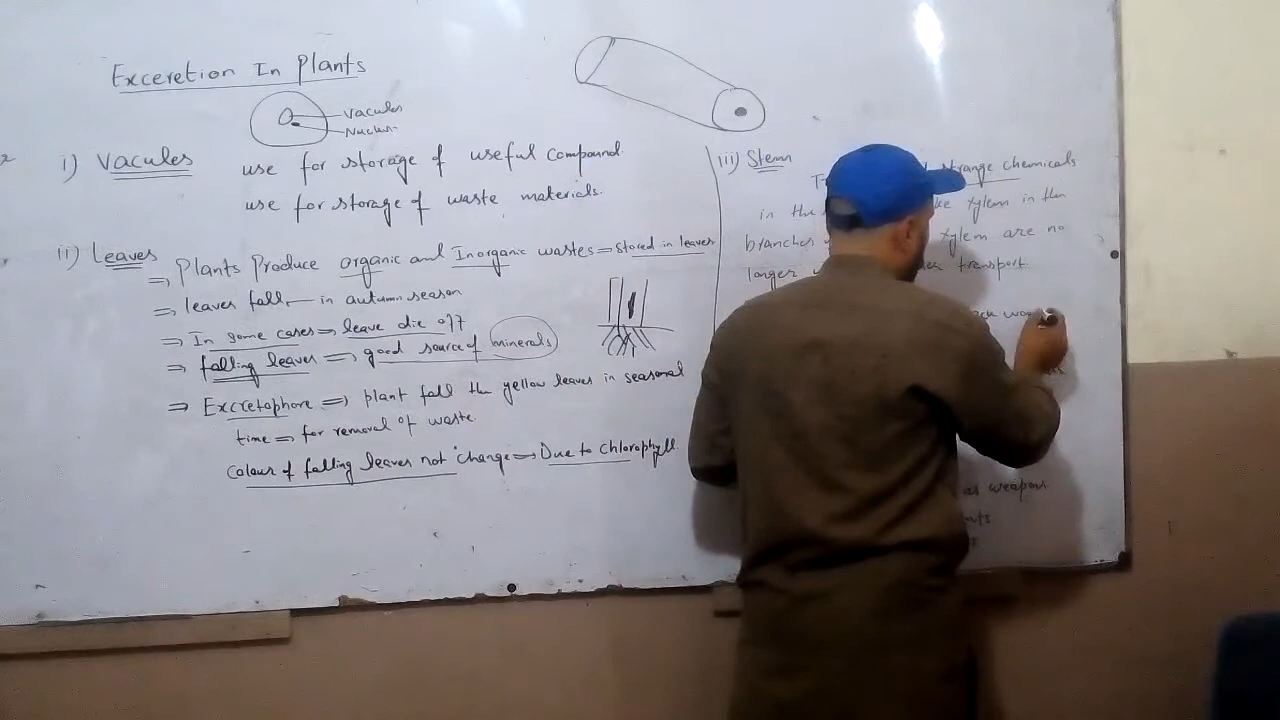 Exceretion In Plants
Vacules
i) Vacules use for storage of useful Compound.
use for storage of waste materials.
ii) Leaves
⇒ Plants Produce organic and Inorganic wastes ⇒ stored in leaves
⇒ leaves fall — in autumn season
⇒ In some cases ⇒ leave die off
⇒ falling leaves ⇒ good source of minerals
⇒ Excretophore ⇒ plant fall the yellow leaves in seasonal
time ⇒ for removal of waste.
Colour of falling leaves not change ⇒ Due to Chlorophyll.
iii) Stem
strange chemicals
in the xylem in the
branches xylem are no
longer transport
as weapon